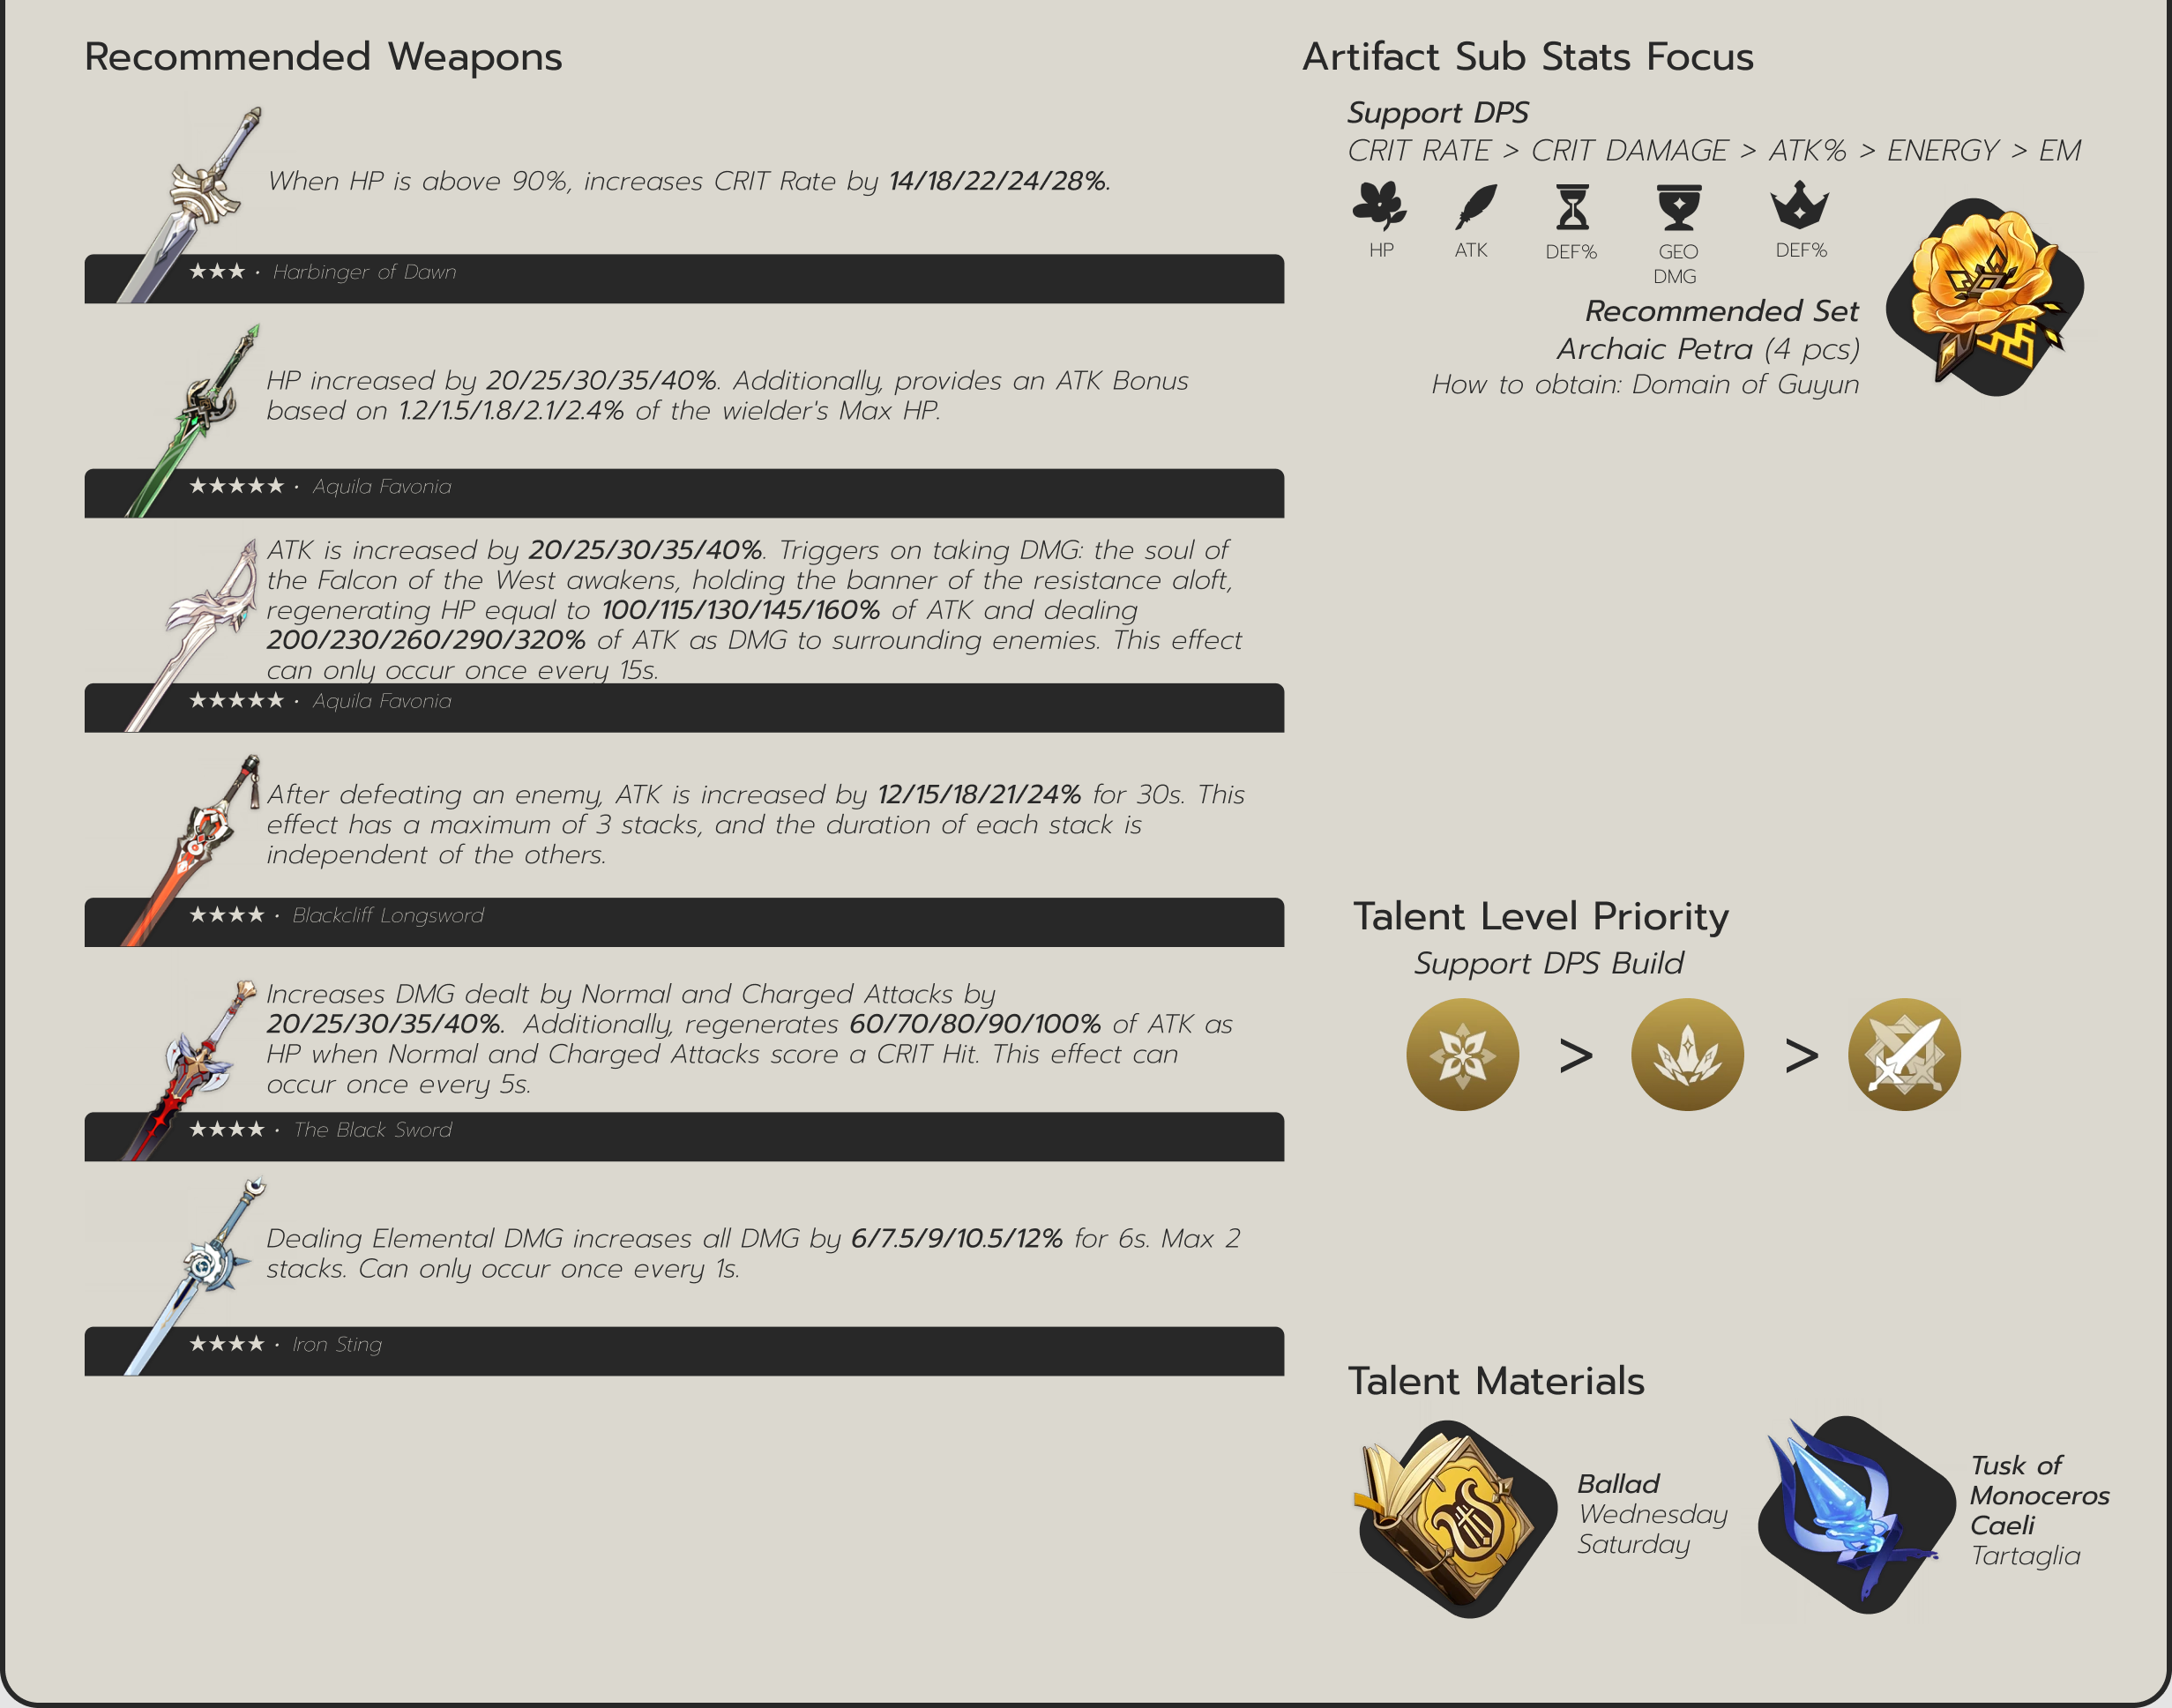 Recommended Weapons
When HP is above 90%, increases CRIT Rate by 14/18/22/24/28%.
★★★ • Harbinger of Dawn
HP increased by 20/25/30/35/40%. Additionally, provides an ATK Bonus
based on 1.2/1.5/1.8/2.1/2.4% of the wielder's Max HP.
★★★★★ • Aquila Favonia
ATK is increased by 20/25/30/35/40%. Triggers on taking DMG: the soul of
the Falcon of the West awakens, holding the banner of the resistance aloft,
regenerating HP equal to 100/115/130/145/160% of ATK and dealing
200/230/260/290/320% of ATK as DMG to surrounding enemies. This effect
can only occur once every 15s.
★★★★★ • Aquila Favonia
After defeating an enemy, ATK is increased by 12/15/18/21/24% for 30s. This
effect has a maximum of 3 stacks, and the duration of each stack is
independent of the others.
★★★★ • Blackcliff Longsword
Increases DMG dealt by Normal and Charged Attacks by
20/25/30/35/40%. Additionally, regenerates 60/70/80/90/100% of ATK as
HP when Normal and Charged Attacks score a CRIT Hit. This effect can
occur once every 5s.
★★★★ • The Black Sword
Dealing Elemental DMG increases all DMG by 6/7.5/9/10.5/12% for 6s. Max 2
stacks. Can only occur once every 1s.
★★★★ • Iron Sting
Artifact Sub Stats Focus
Support DPS
CRIT RATE > CRIT DAMAGE > ATK% > ENERGY > EM
HP ATK DEF% GEO DEF%
DMG
Recommended Set
Archaic Petra (4 pcs)
How to obtain: Domain of Guyun
Talent Level Priority
Support DPS Build
> >
Talent Materials
Ballad
Wednesday
Saturday
Tusk of
Monoceros
Caeli
Tartaglia